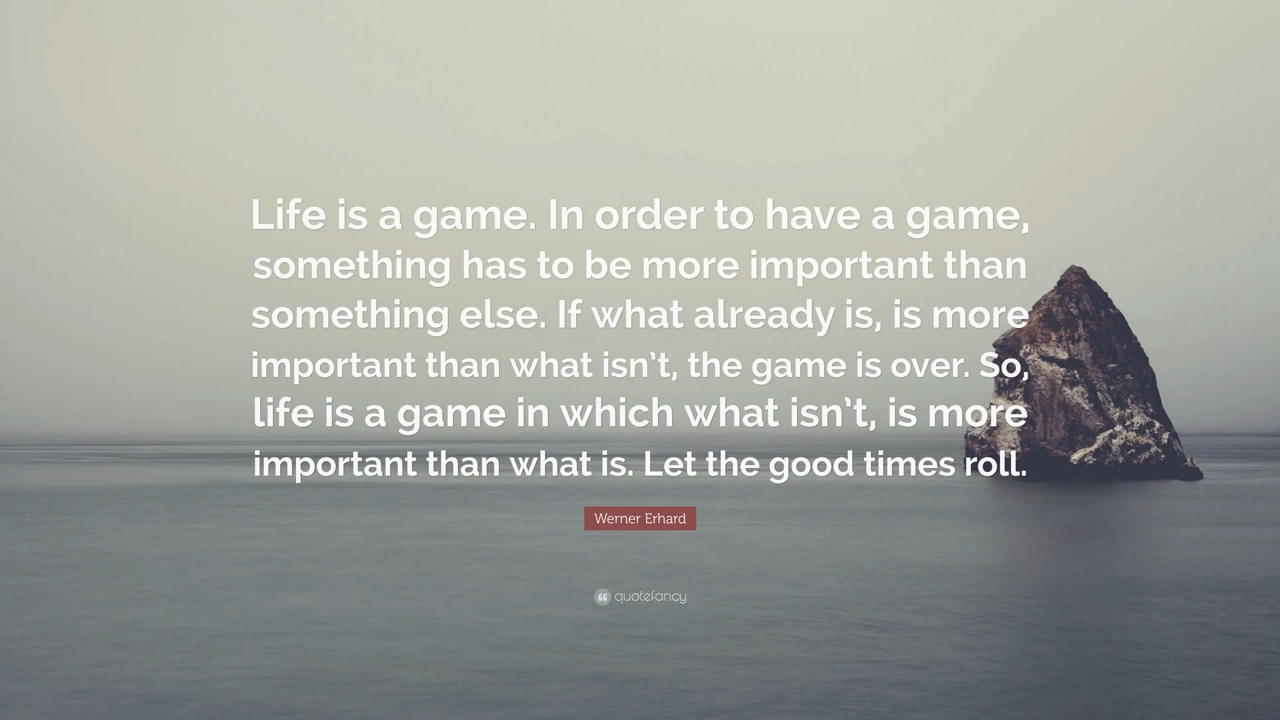 Life is a game. In order to have a game,
something has to be more important than
something else. If what already is, is more
important than what isn’t, the game is over. So,
life is a game in which what isn’t, is more
important than what is. Let the good times roll.
Werner Erhard
quotefancy